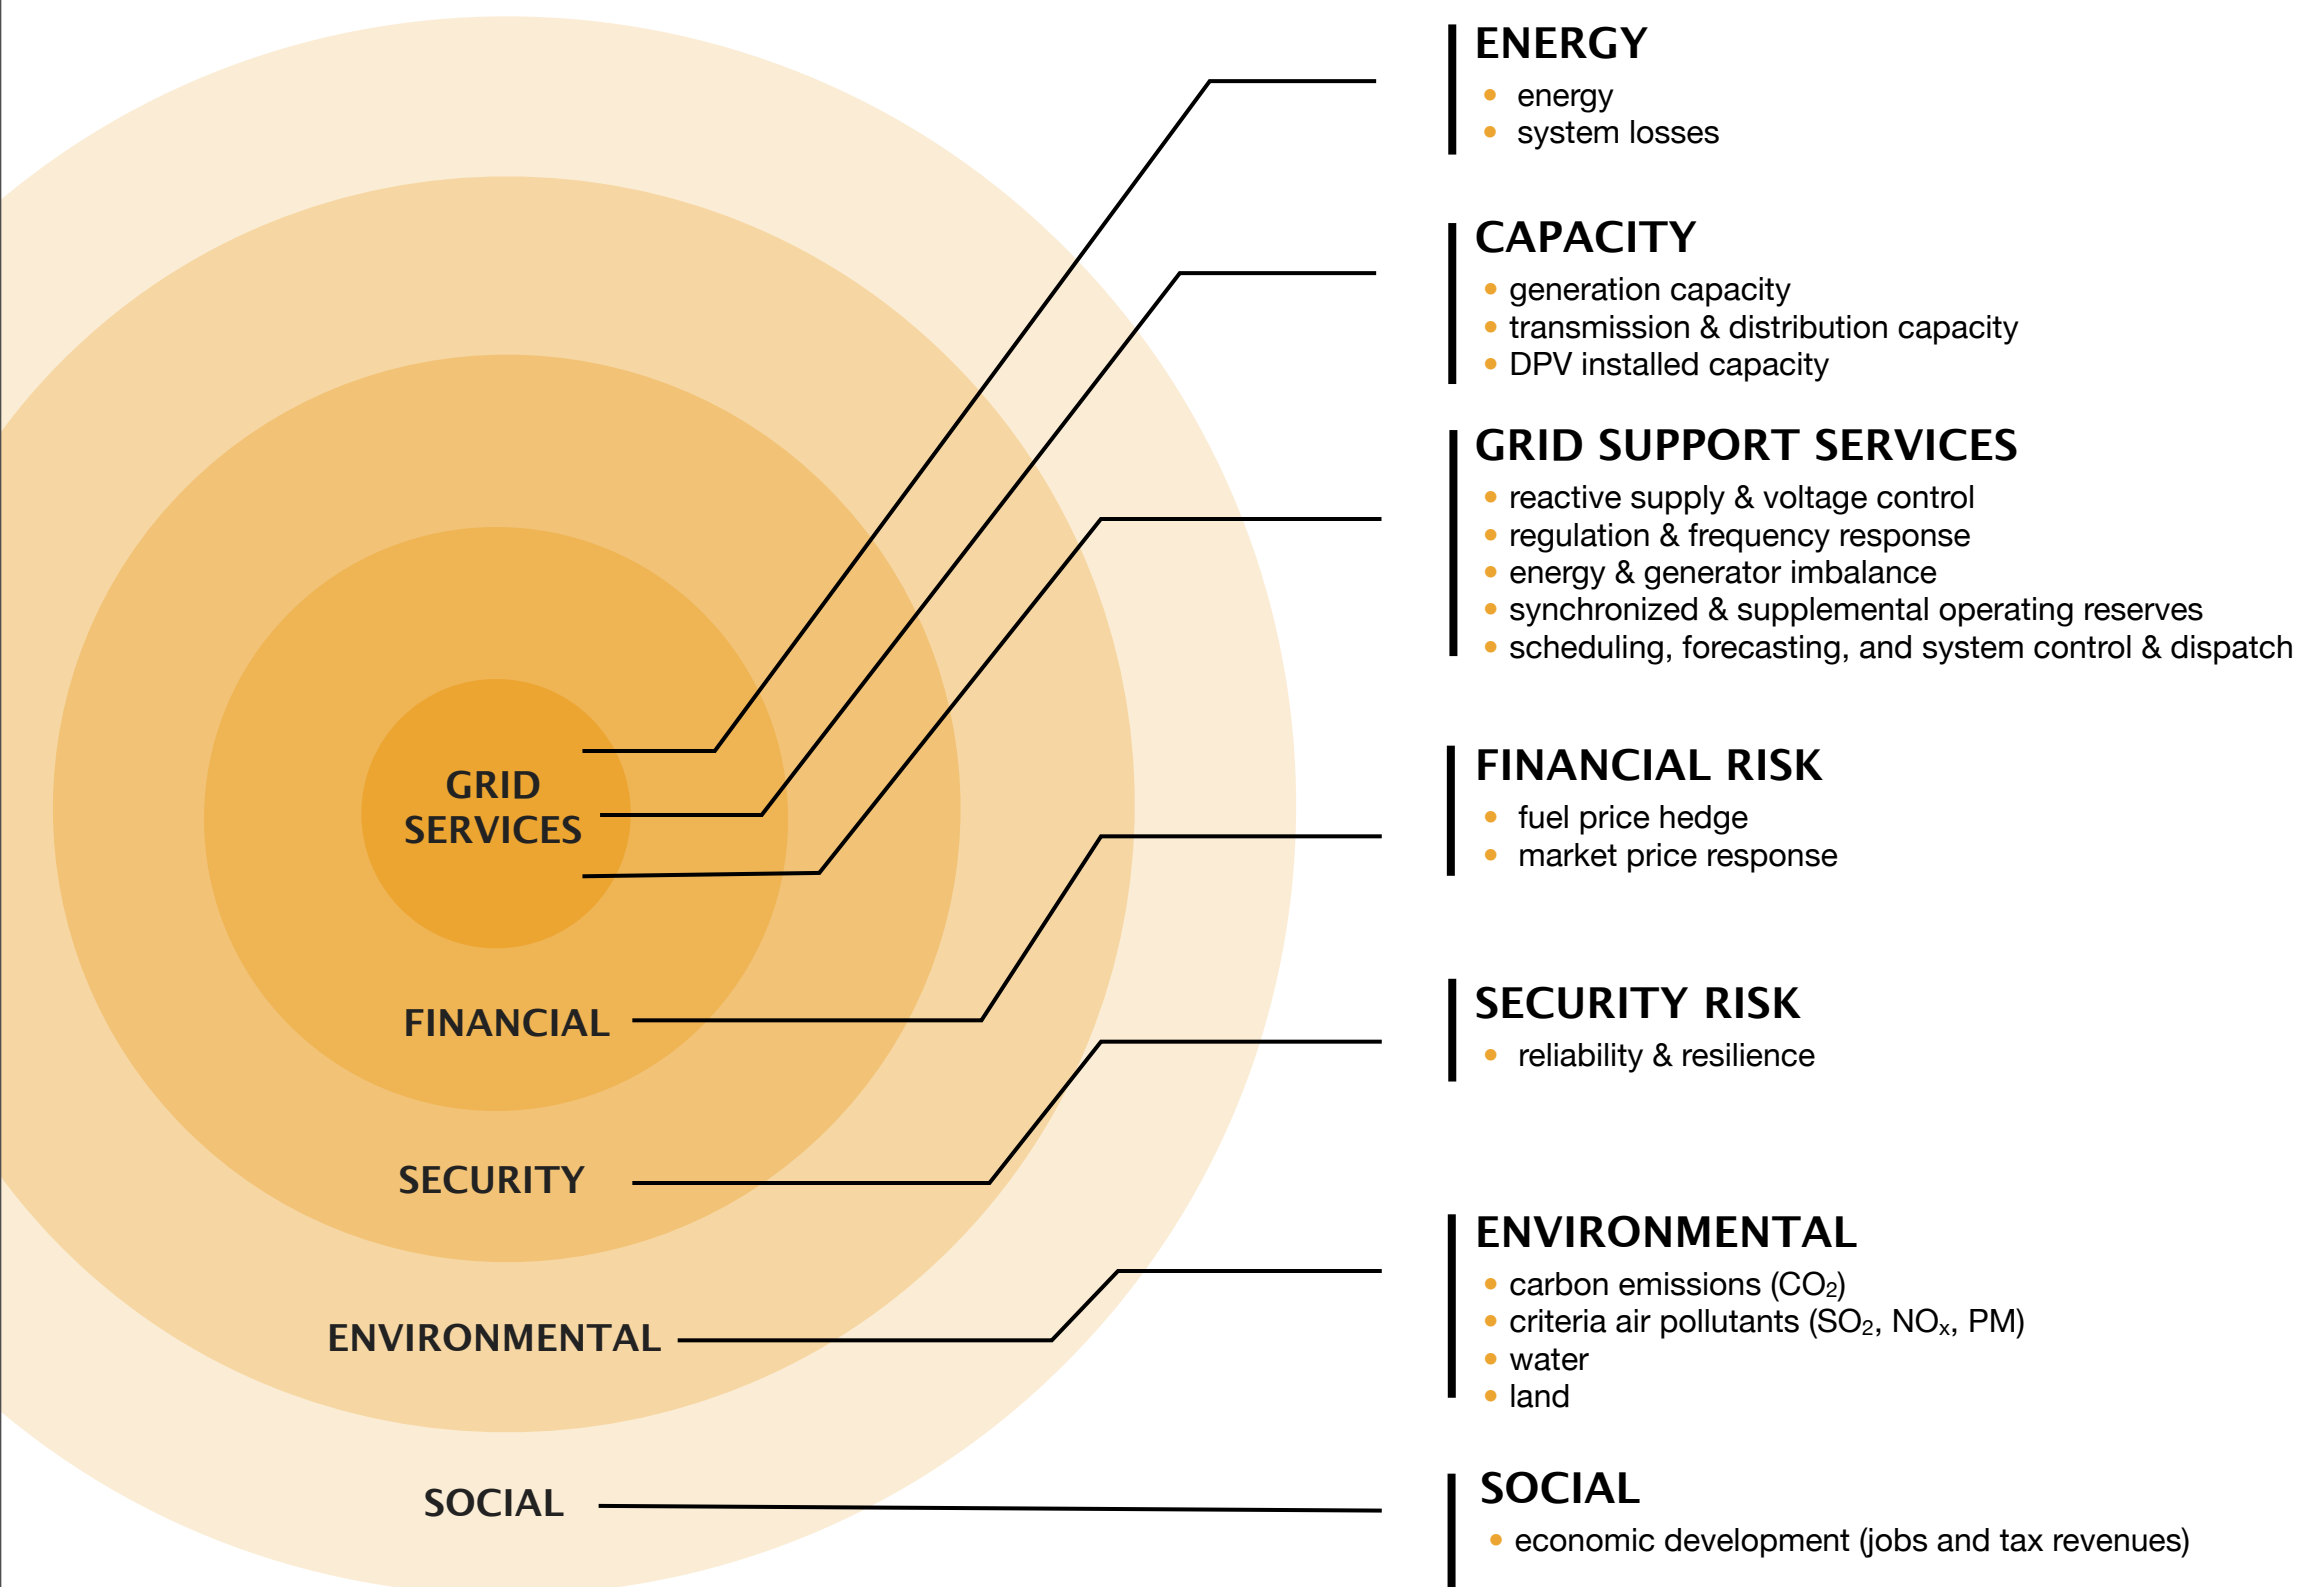 ENERGY
• energy
• system losses
CAPACITY
• generation capacity
• transmission & distribution capacity
• DPV installed capacity
GRID SUPPORT SERVICES
• reactive supply & voltage control
• regulation & frequency response
• energy & generator imbalance
• synchronized & supplemental operating reserves
• scheduling, forecasting, and system control & dispatch
FINANCIAL RISK
• fuel price hedge
• market price response
SECURITY RISK
• reliability & resilience
ENVIRONMENTAL
• carbon emissions (CO₂)
• criteria air pollutants (SO₂, NOₓ, PM)
• water
• land
SOCIAL
• economic development (jobs and tax revenues)
GRID
SERVICES
FINANCIAL
SECURITY
ENVIRONMENTAL
SOCIAL